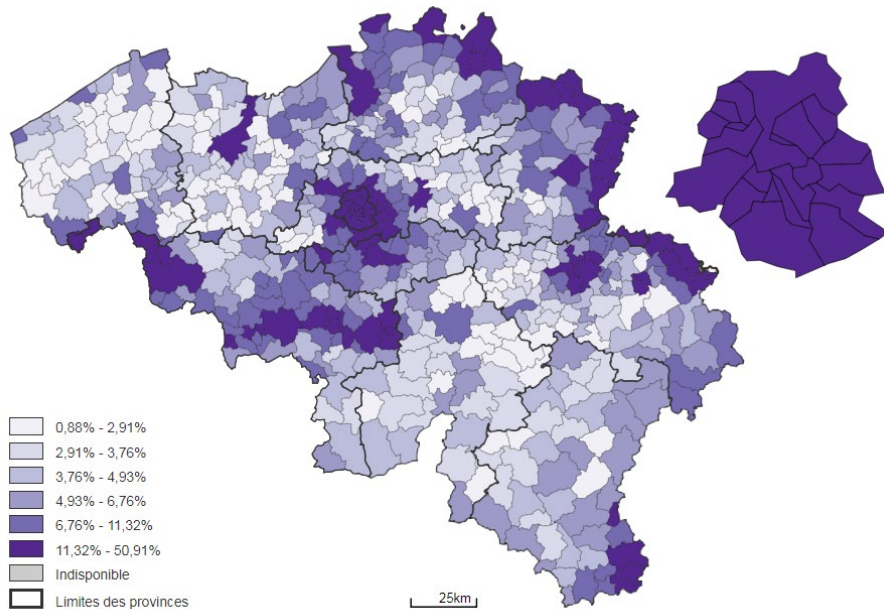 0,88% - 2,91%
2,91% - 3,76%
3,76% - 4,93%
4,93% - 6,76%
6,76% - 11,32%
11,32% - 50,91%
Indisponible
Limites des provinces
25km